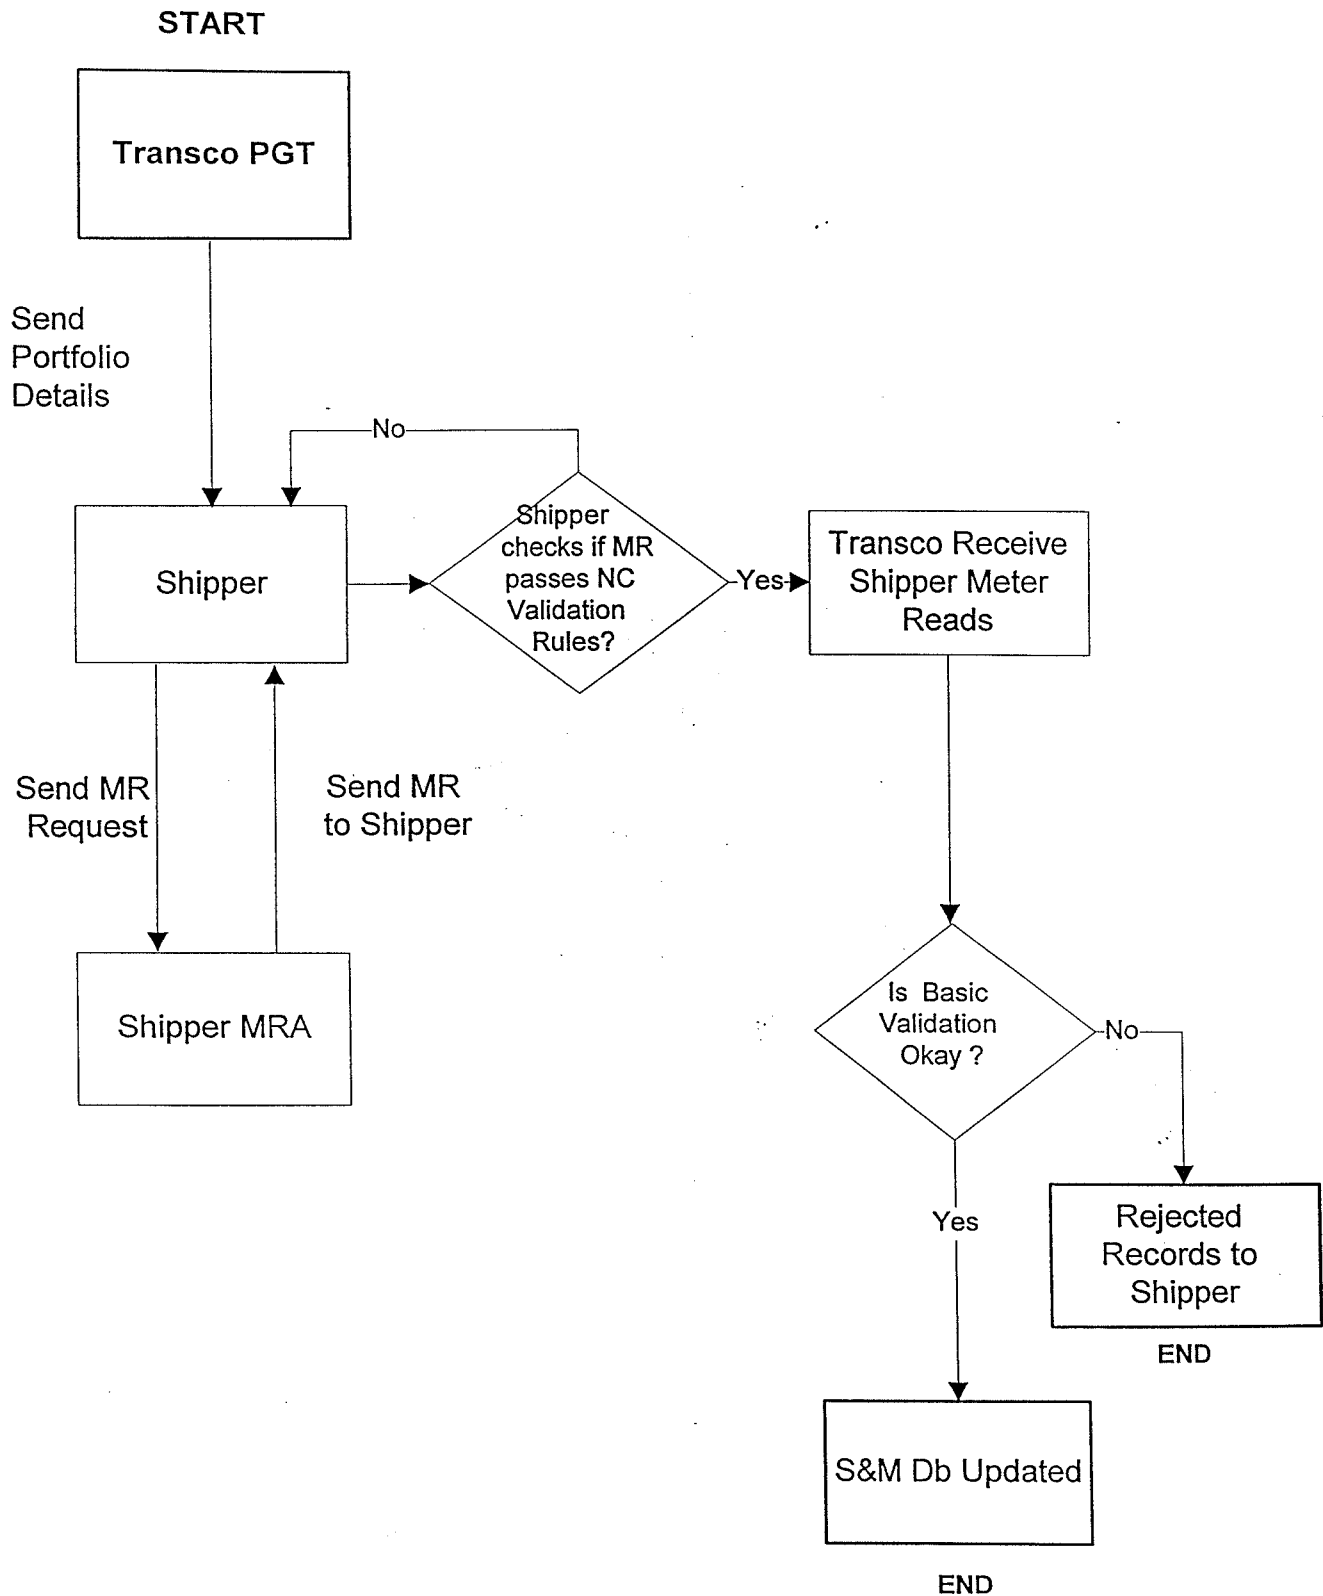 START
Transco PGT
Send
Portfolio
Details
No
Shipper
Shipper
checks if MR
passes NC
Validation
Rules?
Yes
Transco Receive
Shipper Meter
Reads
Send MR
Request
Send MR
to Shipper
Shipper MRA
Is Basic
Validation
Okay ?
No
Yes
Rejected
Records to
Shipper
END
S&M Db Updated
END